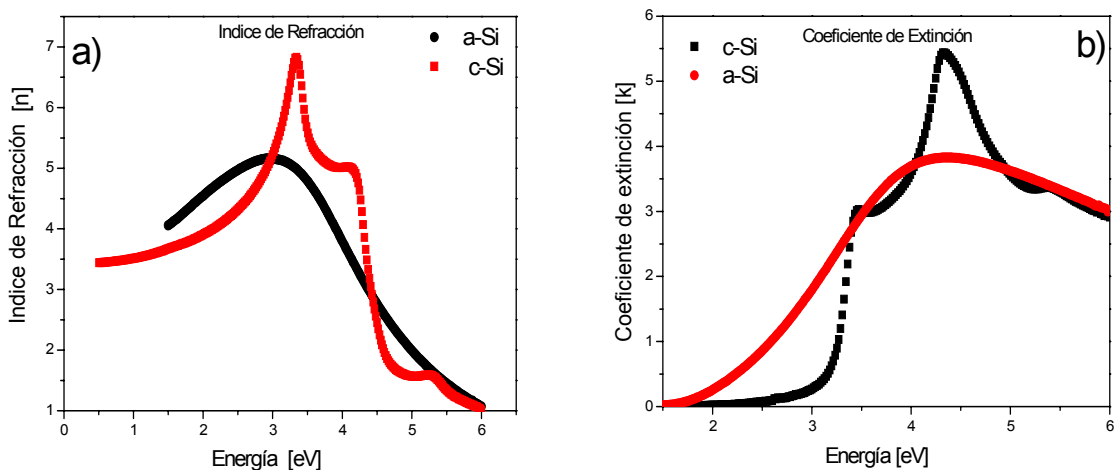 a)
Indice de Refracción
a-Si
c-Si
Indice de Refracción [n]
7
6
5
4
3
2
1
0 1 2 3 4 5 6
Energía [eV]
b)
Coeficiente de Extinción
c-Si
a-Si
Coeficiente de extinción [k]
6
5
4
3
2
1
0
2 3 4 5 6
Energía [eV]